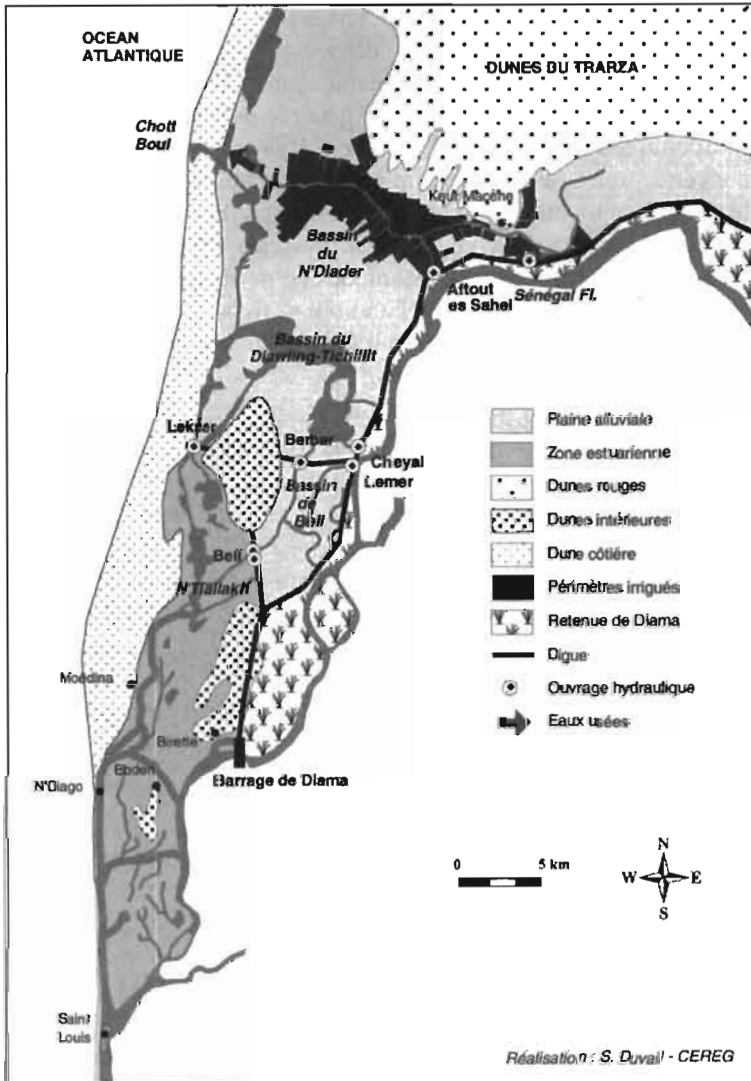 OCEAN
ATLANTIQUE
DUNES DU TRARZA
Chott
Boul
Keur Maçène
Bassin
du
N'Diader
Aftout
es Sahel
Sénégal Fl.
Bassin du
Diawling-Tichilitt
Lekser
Berbar
Cheyal
Lemer
Bassin
de
Bell
Bell
N'Tiallakh
Moïdina
Birette
Ebden
N'Diago
Barrage de Diama
Saint
Louis
Plaine alluviale
Zone estuarienne
Dunes rouges
Dunes intérieures
Dune côtière
Périmètres irrigués
Retenue de Diama
Digue
Ouvrage hydraulique
Eaux usées
0 5 km
N
W E
S
Réalisation : S. Duvail - CEREG